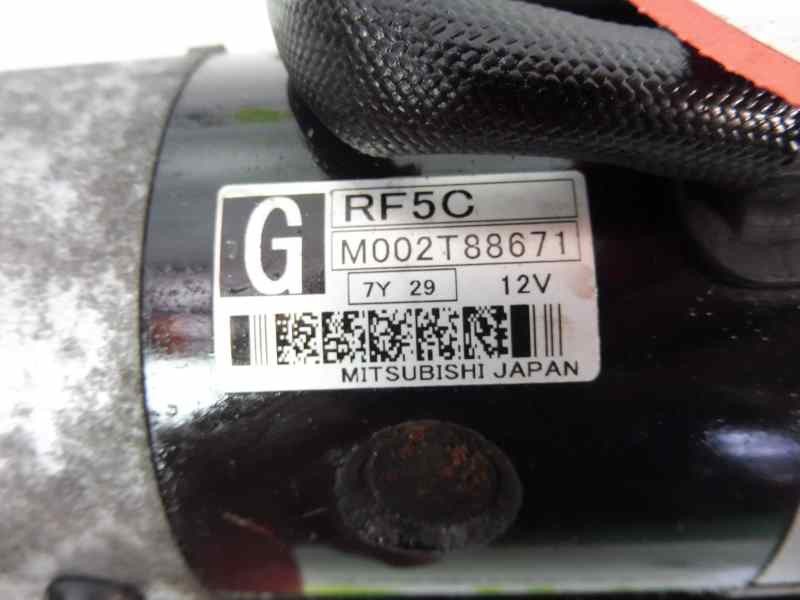 G
RF5C
M002T88671
7Y 29 12V
MITSUBISHI JAPAN